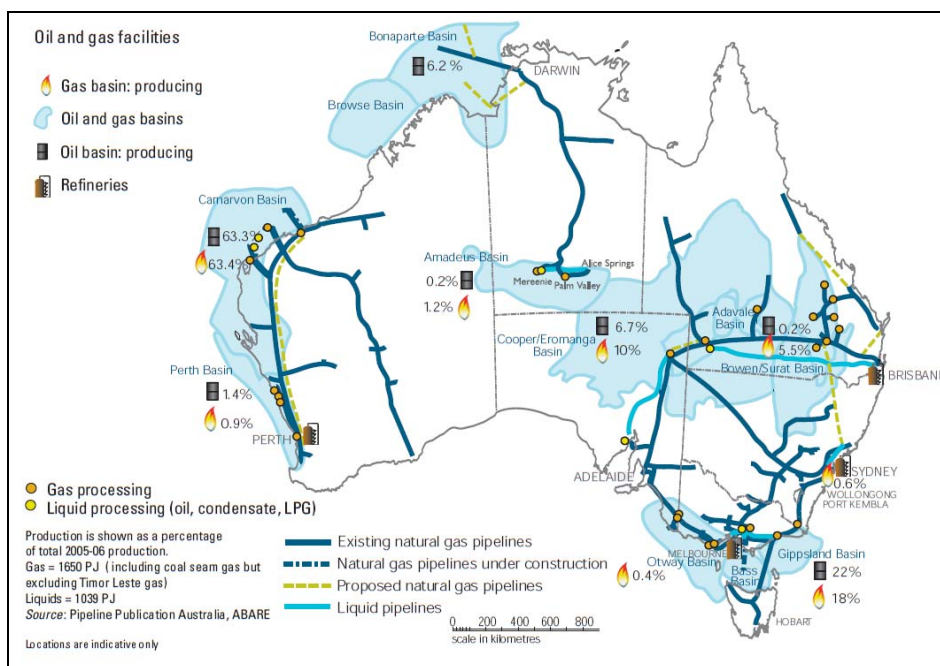 Oil and gas facilities
Gas basin: producing
Oil and gas basins
Oil basin: producing
Refineries
Bonaparte Basin
6.2 %
DARWIN
Browse Basin
Carnarvon Basin
63.3%
63.4%
Amadeus Basin
0.2%
1.2%
Alice Springs
Mereenie
Palm Valley
Cooper/Eromanga
Basin
6.7%
10%
Adavale
Basin
0.2%
5.5%
Bowen/Surat Basin
BRISBANE
Perth Basin
1.4%
0.9%
PERTH
ADELAIDE
SYDNEY
0.6%
WOLLONGONG
PORT KEMBLA
MELBOURNE
Otway Basin
0.4%
Bass
Basin
Gippsland Basin
22%
18%
HOBART
Gas processing
Liquid processing (oil, condensate, LPG)
Production is shown as a percentage
of total 2005-06 production.
Gas = 1650 PJ ( including coal seam gas but
excluding Timor Leste gas)
Liquids = 1039 PJ
Source: Pipeline Publication Australia, ABARE
Locations are indicative only
Existing natural gas pipelines
Natural gas pipelines under construction
Proposed natural gas pipelines
Liquid pipelines
0 200 400 600 800
scale in kilometres